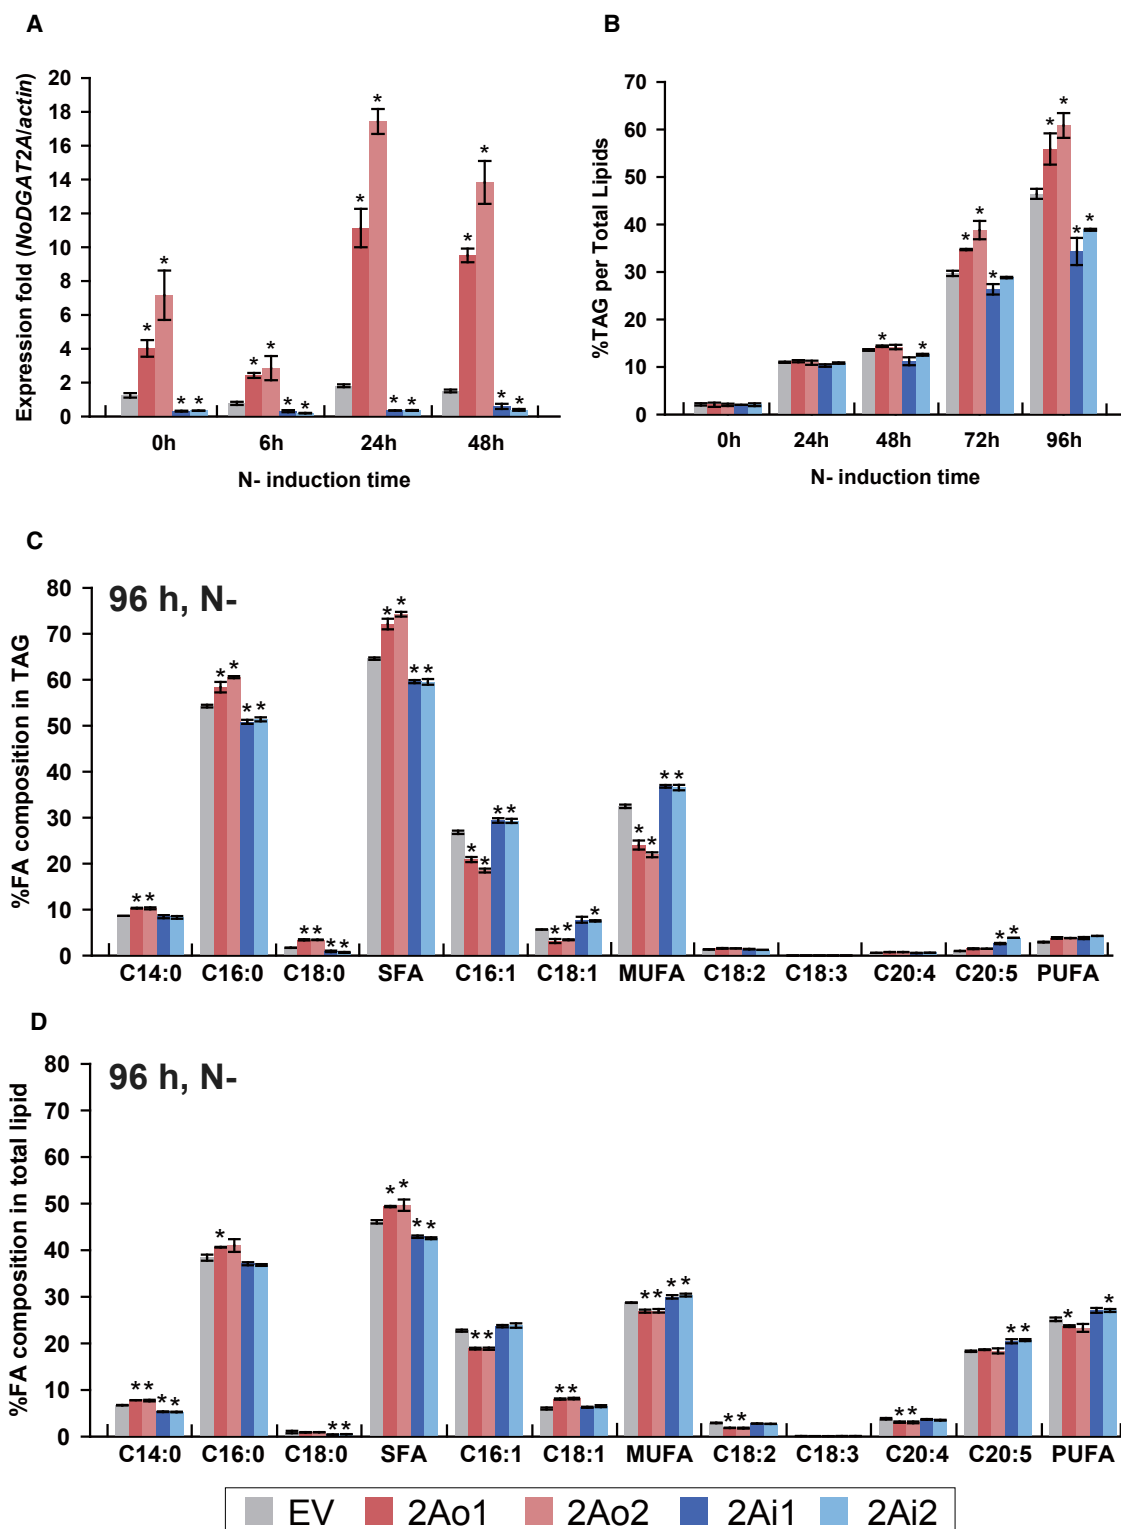 A
B
Expression fold (NoDGAT2A/actin)
20
18
16
14
12
10
8
6
4
2
0
* * * *
* * * *
* * * *
* * * *
0h 6h 24h 48h
N- induction time
%TAG per Total Lipids
70
60
50
40
30
20
10
0
* *
* * *
* * * *
0h 24h 48h 72h 96h
N- induction time
C
96 h, N-
%FA composition in TAG
80
70
60
50
40
30
20
10
0
* *
* * * *
* * * *
* * * *
* * * *
* * *
* * * *
* *
C14:0 C16:0 C18:0 SFA C16:1 C18:1 MUFA C18:2 C18:3 C20:4 C20:5 PUFA
D
96 h, N-
%FA composition in total lipid
80
70
60
50
40
30
20
10
0
* * * *
*
* *
* * * *
* *
* *
* * * *
* *
* *
* *
* *
C14:0 C16:0 C18:0 SFA C16:1 C18:1 MUFA C18:2 C18:3 C20:4 C20:5 PUFA
EV 2Ao1 2Ao2 2Ai1 2Ai2